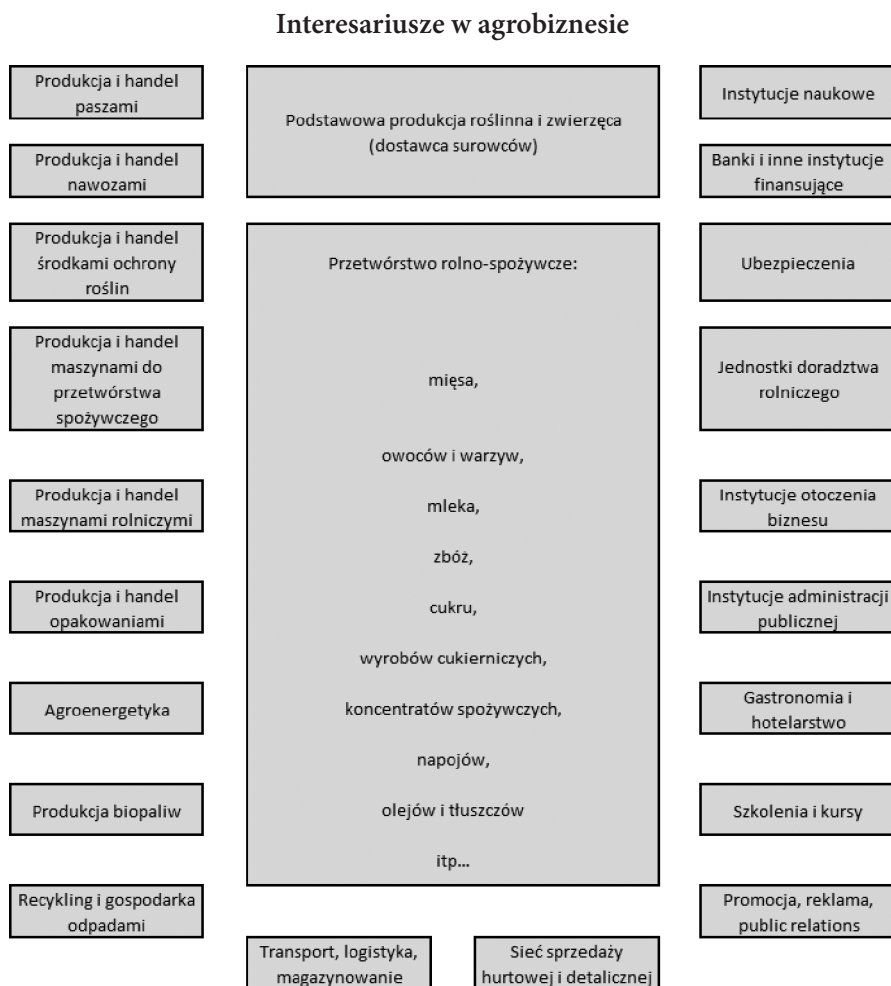 Interesariusze w agrobiznesie
Produkcja i handel
paszami
Produkcja i handel
nawozami
Produkcja i handel
środkami ochrony
roślin
Produkcja i handel
maszynami do
przetwórstwa
spożywczego
Produkcja i handel
maszynami rolniczymi
Produkcja i handel
opakowaniami
Agroenergetyka
Produkcja biopaliw
Recykling i gospodarka
odpadami
Podstawowa produkcja roślinna i zwierzęca
(dostawca surowców)
Przetwórstwo rolno-spożywcze:
mięsa,
owoców i warzyw,
mleka,
zbóż,
cukru,
wyrobów cukierniczych,
koncentratów spożywczych,
napojów,
olejów i tłuszczów
itp...
Transport, logistyka,
magazynowanie
Sieć sprzedaży
hurtowej i detalicznej
Instytucje naukowe
Banki i inne instytucje
finansujące
Ubezpieczenia
Jednostki doradztwa
rolniczego
Instytucje otoczenia
biznesu
Instytucje administracji
publicznej
Gastronomia i
hotelarstwo
Szkolenia i kursy
Promocja, reklama,
public relations